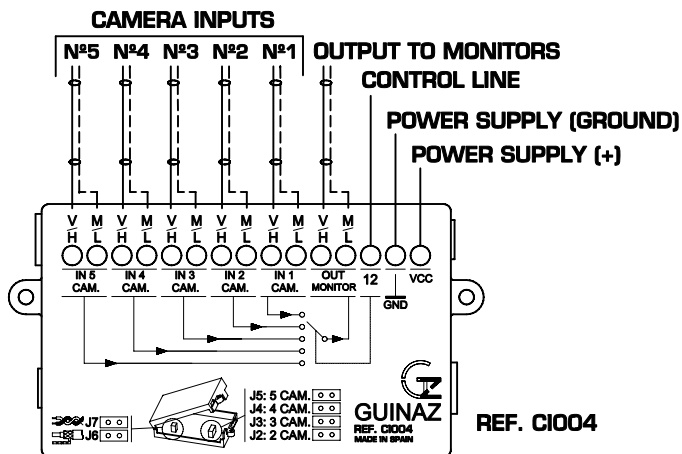 CAMERA INPUTS
Nº5 Nº4 Nº3 Nº2 Nº1 OUTPUT TO MONITORS
CONTROL LINE
POWER SUPPLY (GROUND)
POWER SUPPLY (+)
V/H M/L V/H M/L V/H M/L V/H M/L V/H M/L V/H M/L
IN 5 CAM.
IN 4 CAM.
IN 3 CAM.
IN 2 CAM.
IN 1 CAM.
OUT MONITOR
12
GND
VCC
J7
J6
J5: 5 CAM.
J4: 4 CAM.
J3: 3 CAM.
J2: 2 CAM.
GUINAZ
REF. CI004
MADE IN SPAIN
REF. CI004